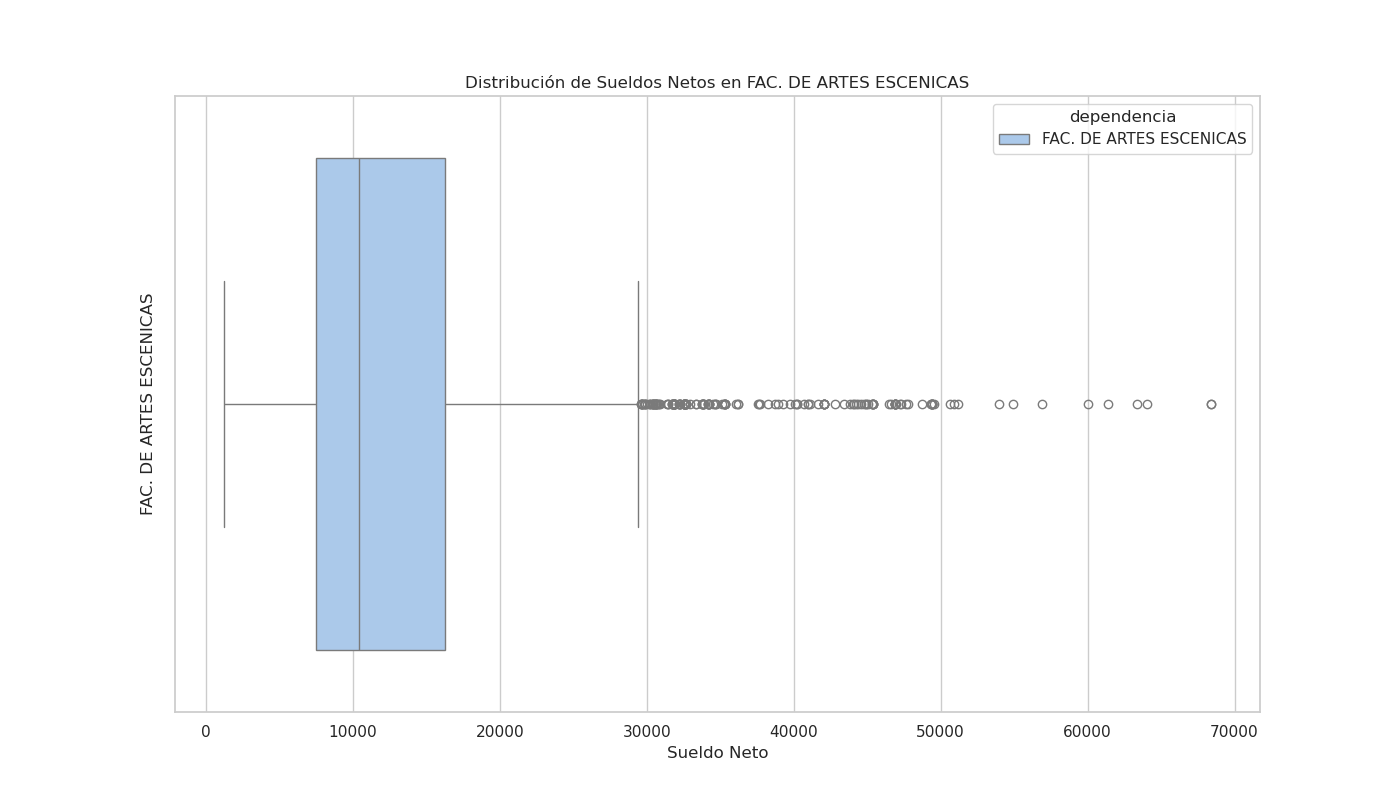 Distribución de Sueldos Netos en FAC. DE ARTES ESCENICAS
dependencia
FAC. DE ARTES ESCENICAS
FAC. DE ARTES ESCENICAS
0 10000 20000 30000 40000 50000 60000 70000
Sueldo Neto